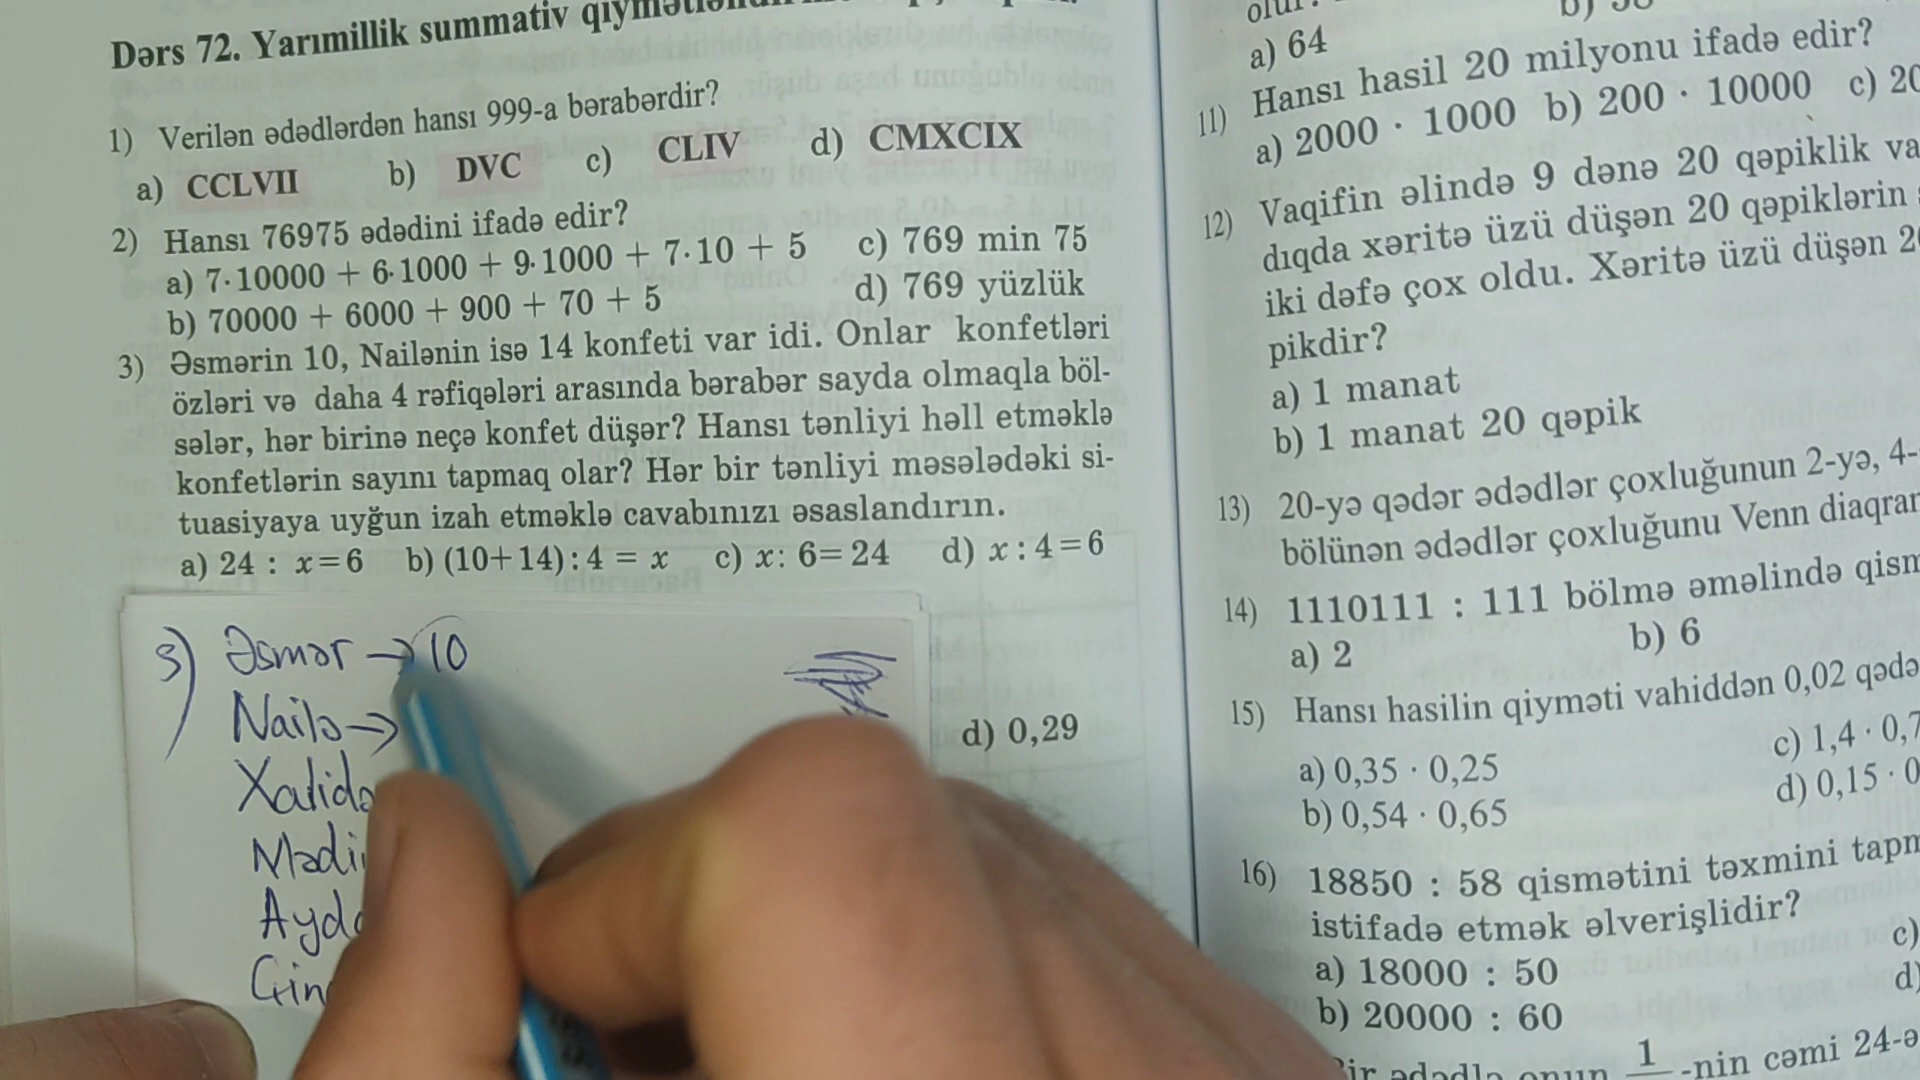 Dərs 72. Yarımillik summativ
1) Verilən ədədlərdən hansı 999-a bərabərdir?
a) CCLVII b) DVC c) CLIV d) CMXCIX
2) Hansı 76975 ədədini ifadə edir?
a) 7·10000 + 6·1000 + 9·1000 + 7·10 + 5 c) 769 min 75
b) 70000 + 6000 + 900 + 70 + 5 d) 769 yüzlük
3) Əsmərin 10, Nailənin isə 14 konfeti var idi. Onlar konfetləri
özləri və daha 4 rəfiqələri arasında bərabər sayda olmaqla böl-
sələr, hər birinə neçə konfet düşər? Hansı tənliyi həll etməklə
konfetlərin sayını tapmaq olar? Hər bir tənliyi məsələdəki si-
tuasiyaya uyğun izah etməklə cavabınızı əsaslandırın.
a) 24 : x=6 b) (10+14):4 = x c) x: 6=24 d) x:4=6
3) Əsmər → 10
Nailə →
d) 0,29
a) 64
11) Hansı hasil 20 milyonu ifadə edir?
a) 2000 · 1000 b) 200 · 10000 c)
12) Vaqifin əlində 9 dənə 20 qəpiklik
dıqda xəritə üzü düşən 20 qəpiklərin
iki dəfə çox oldu. Xəritə üzü düşən
pikdir?
a) 1 manat
b) 1 manat 20 qəpik
13) 20-yə qədər ədədlər çoxluğunun 2-yə,
bölünən ədədlər çoxluğunu Venn
14) 1110111 : 111 bölmə əməlində
a) 2 b) 6
15) Hansı hasilin qiyməti vahiddən 0,02
a) 0,35 · 0,25 c) 1,4 ·
b) 0,54 · 0,65 d) 0,15 ·
16) 18850 : 58 qismətini təxmini
istifadə etmək əlverişlidir?
c)
a) 18000 : 50 d)
b) 20000 : 60
-nin cəmi